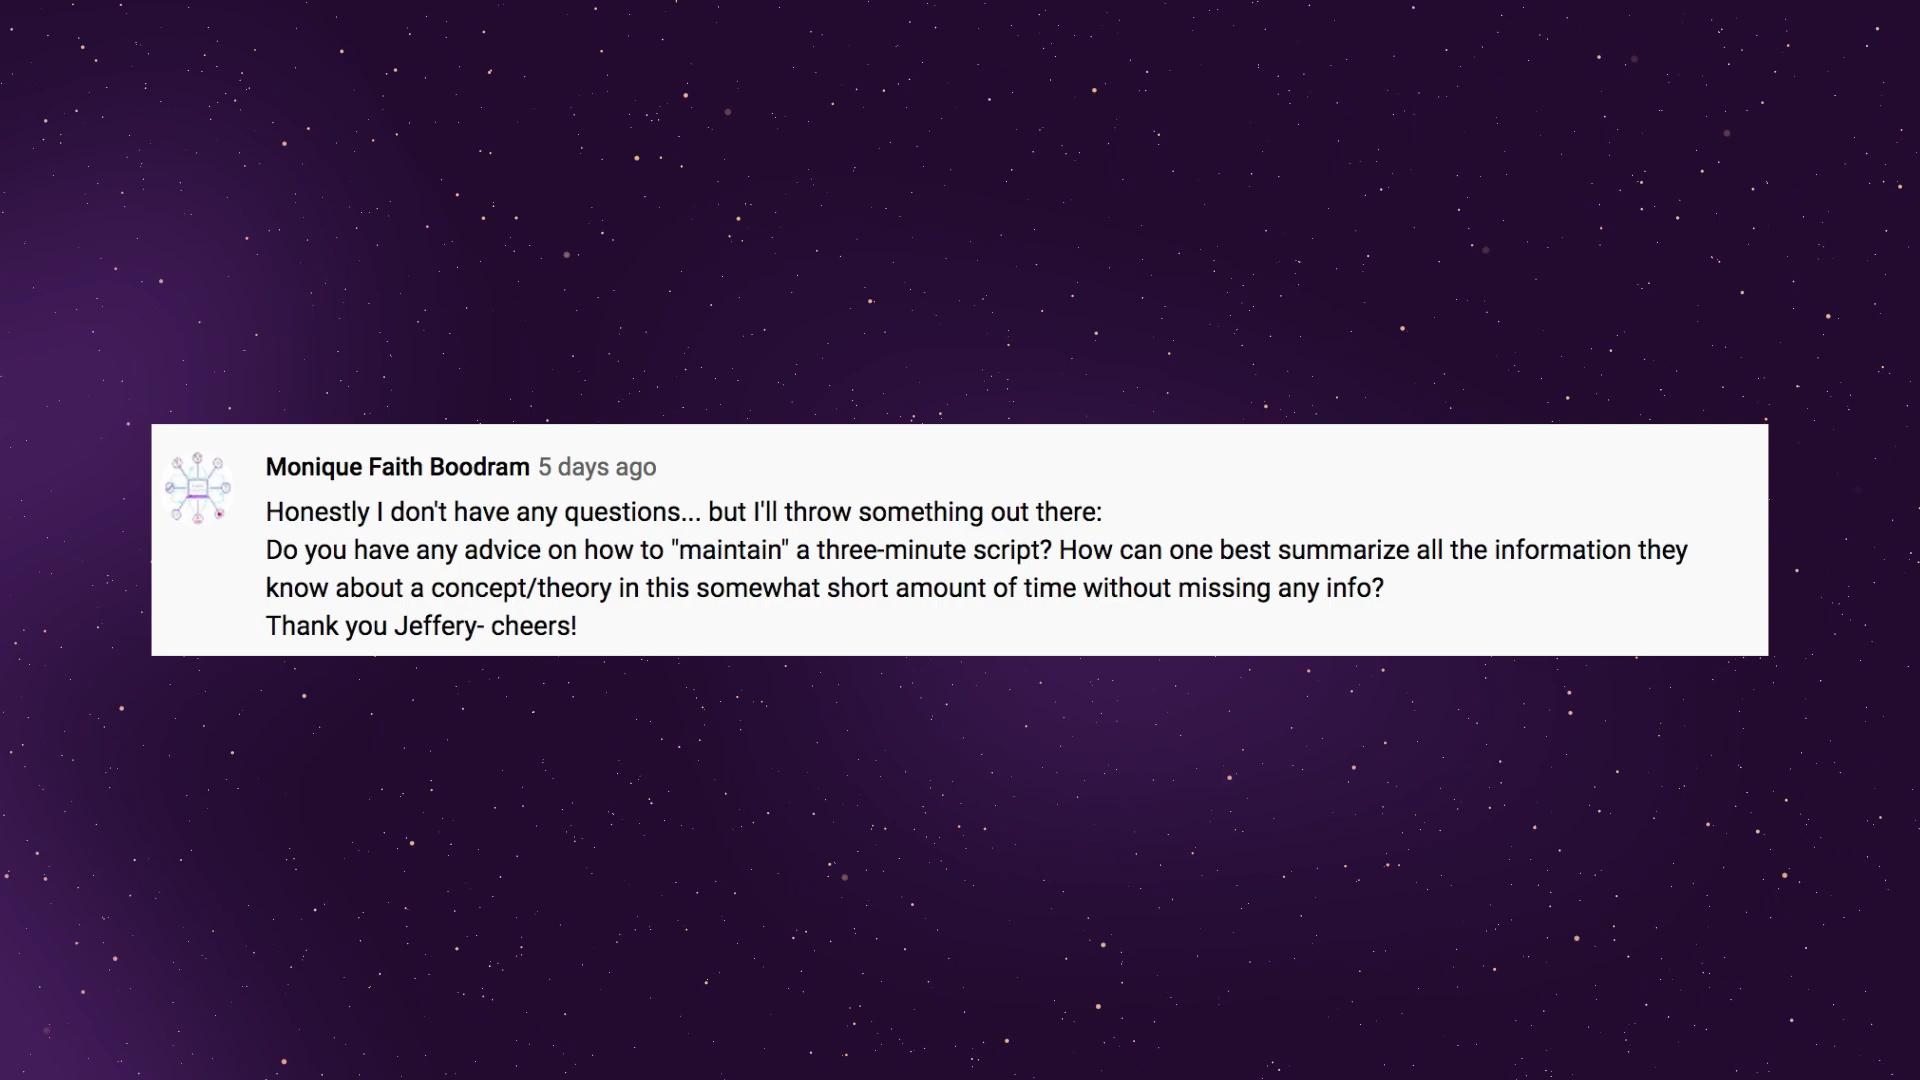 Monique Faith Boodram 5 days ago
Honestly I don't have any questions... but I'll throw something out there:
Do you have any advice on how to "maintain" a three-minute script? How can one best summarize all the information they
know about a concept/theory in this somewhat short amount of time without missing any info?
Thank you Jeffery- cheers!